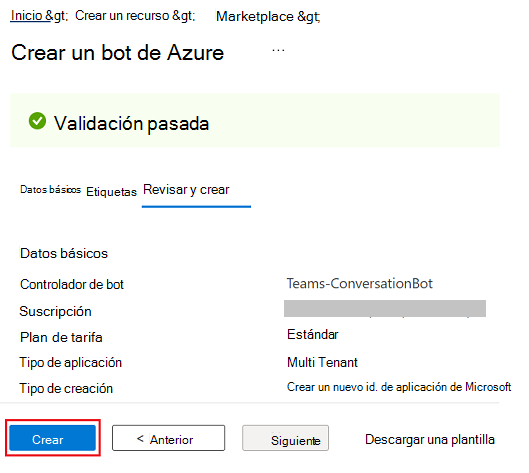 Inicio &gt; Crear un recurso &gt; Marketplace &gt;
Crear un bot de Azure ...
Validación pasada
Datos básicos Etiquetas Revisar y crear
Datos básicos
Controlador de bot Teams-ConversationBot
Suscripción
Plan de tarifa Estándar
Tipo de aplicación Multi Tenant
Tipo de creación Crear un nuevo id. de aplicación de Microsoft
Crear < Anterior Siguiente Descargar una plantilla